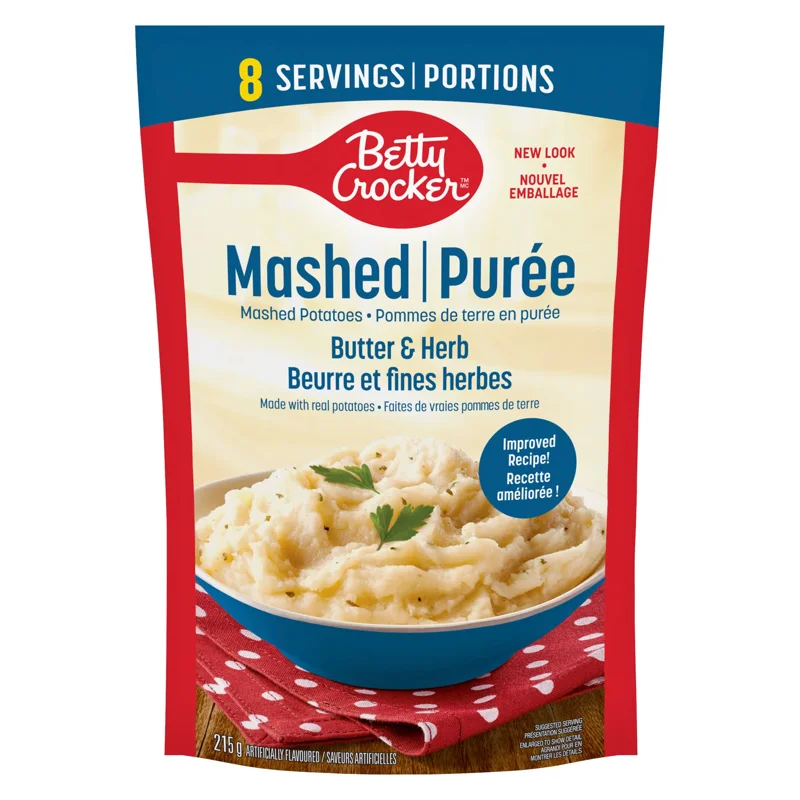 8 SERVINGS | PORTIONS
Betty
Crocker TM MC
NEW LOOK
•
NOUVEL
EMBALLAGE
Mashed | Purée
Mashed Potatoes • Pommes de terre en purée
Butter & Herb
Beurre et fines herbes
Made with real potatoes • Faites de vraies pommes de terre
Improved
Recipe!
Recette
améliorée !
215 g ARTIFICIALLY FLAVOURED / SAVEURS ARTIFICIELLES
SUGGESTED SERVING
PRÉSENTATION SUGGÉRÉE
ENLARGED TO SHOW DETAIL
AGRANDI POUR EN
MONTRER LES DÉTAILS